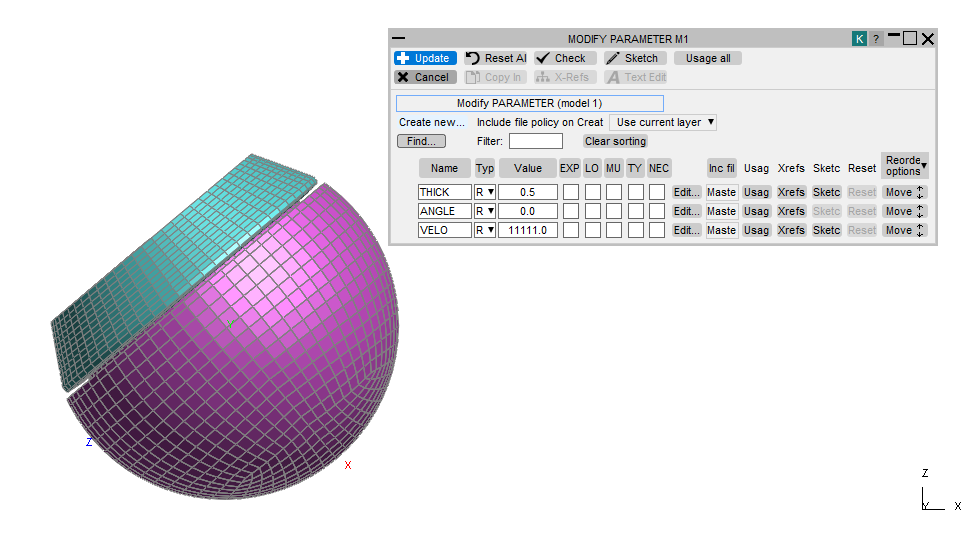 MODIFY PARAMETER M1 K ?
Update Reset Al Check Sketch Usage all
Cancel Copy In X-Refs Text Edit
Modify PARAMETER (model 1)
Create new... Include file policy on Creat Use current layer
Find... Filter: Clear sorting
Name Typ Value EXP LO MU TY NEC Inc fil Usag Xrefs Sketc Reset Reorde options
THICK R 0.5 Edit... Maste Usag Xrefs Sketc Reset Move
ANGLE R 0.0 Edit... Maste Usag Xrefs Sketc Reset Move
VELO R 11111.0 Edit... Maste Usag Xrefs Sketc Reset Move
Y
Z
X
Z
Y X